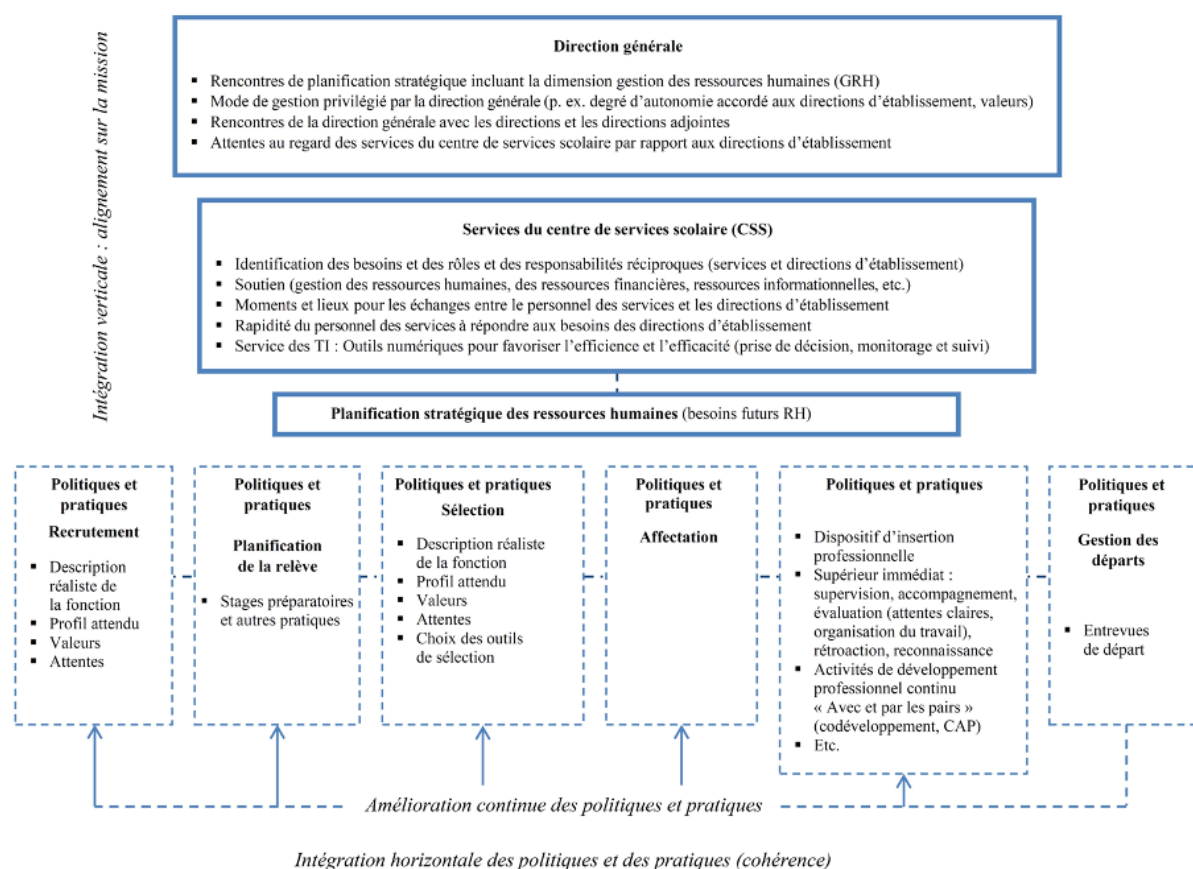 Intégration verticale : alignement sur la mission
Direction générale
▪ Rencontres de planification stratégique incluant la dimension gestion des ressources humaines (GRH)
▪ Mode de gestion privilégié par la direction générale (p. ex. degré d’autonomie accordé aux directions d’établissement, valeurs)
▪ Rencontres de la direction générale avec les directions et les directions adjointes
▪ Attentes au regard des services du centre de services scolaire par rapport aux directions d’établissement
Services du centre de services scolaire (CSS)
▪ Identification des besoins et des rôles et des responsabilités réciproques (services et directions d’établissement)
▪ Soutien (gestion des ressources humaines, des ressources financières, ressources informationnelles, etc.)
▪ Moments et lieux pour les échanges entre le personnel des services et les directions d’établissement
▪ Rapidité du personnel des services à répondre aux besoins des directions d’établissement
▪ Service des TI : Outils numériques pour favoriser l’efficience et l’efficacité (prise de décision, monitorage et suivi)
Planification stratégique des ressources humaines (besoins futurs RH)
Politiques et
pratiques
Recrutement
▪ Description
réaliste de
la fonction
▪ Profil attendu
▪ Valeurs
▪ Attentes
Politiques et
pratiques
Planification
de la relève
▪ Stages préparatoires
et autres pratiques
Politiques et pratiques
Sélection
▪ Description réaliste
de la fonction
▪ Profil attendu
▪ Valeurs
▪ Attentes
▪ Choix des outils
de sélection
Politiques et
pratiques
Affectation
Politiques et pratiques
▪ Dispositif d’insertion
professionnelle
▪ Supérieur immédiat :
supervision, accompagnement,
évaluation (attentes claires,
organisation du travail),
rétroaction, reconnaissance
▪ Activités de développement
professionnel continu
« Avec et par les pairs »
(codéveloppement, CAP)
▪ Etc.
Politiques et
pratiques
Gestion des
départs
▪ Entrevues
de départ
Amélioration continue des politiques et pratiques
Intégration horizontale des politiques et des pratiques (cohérence)